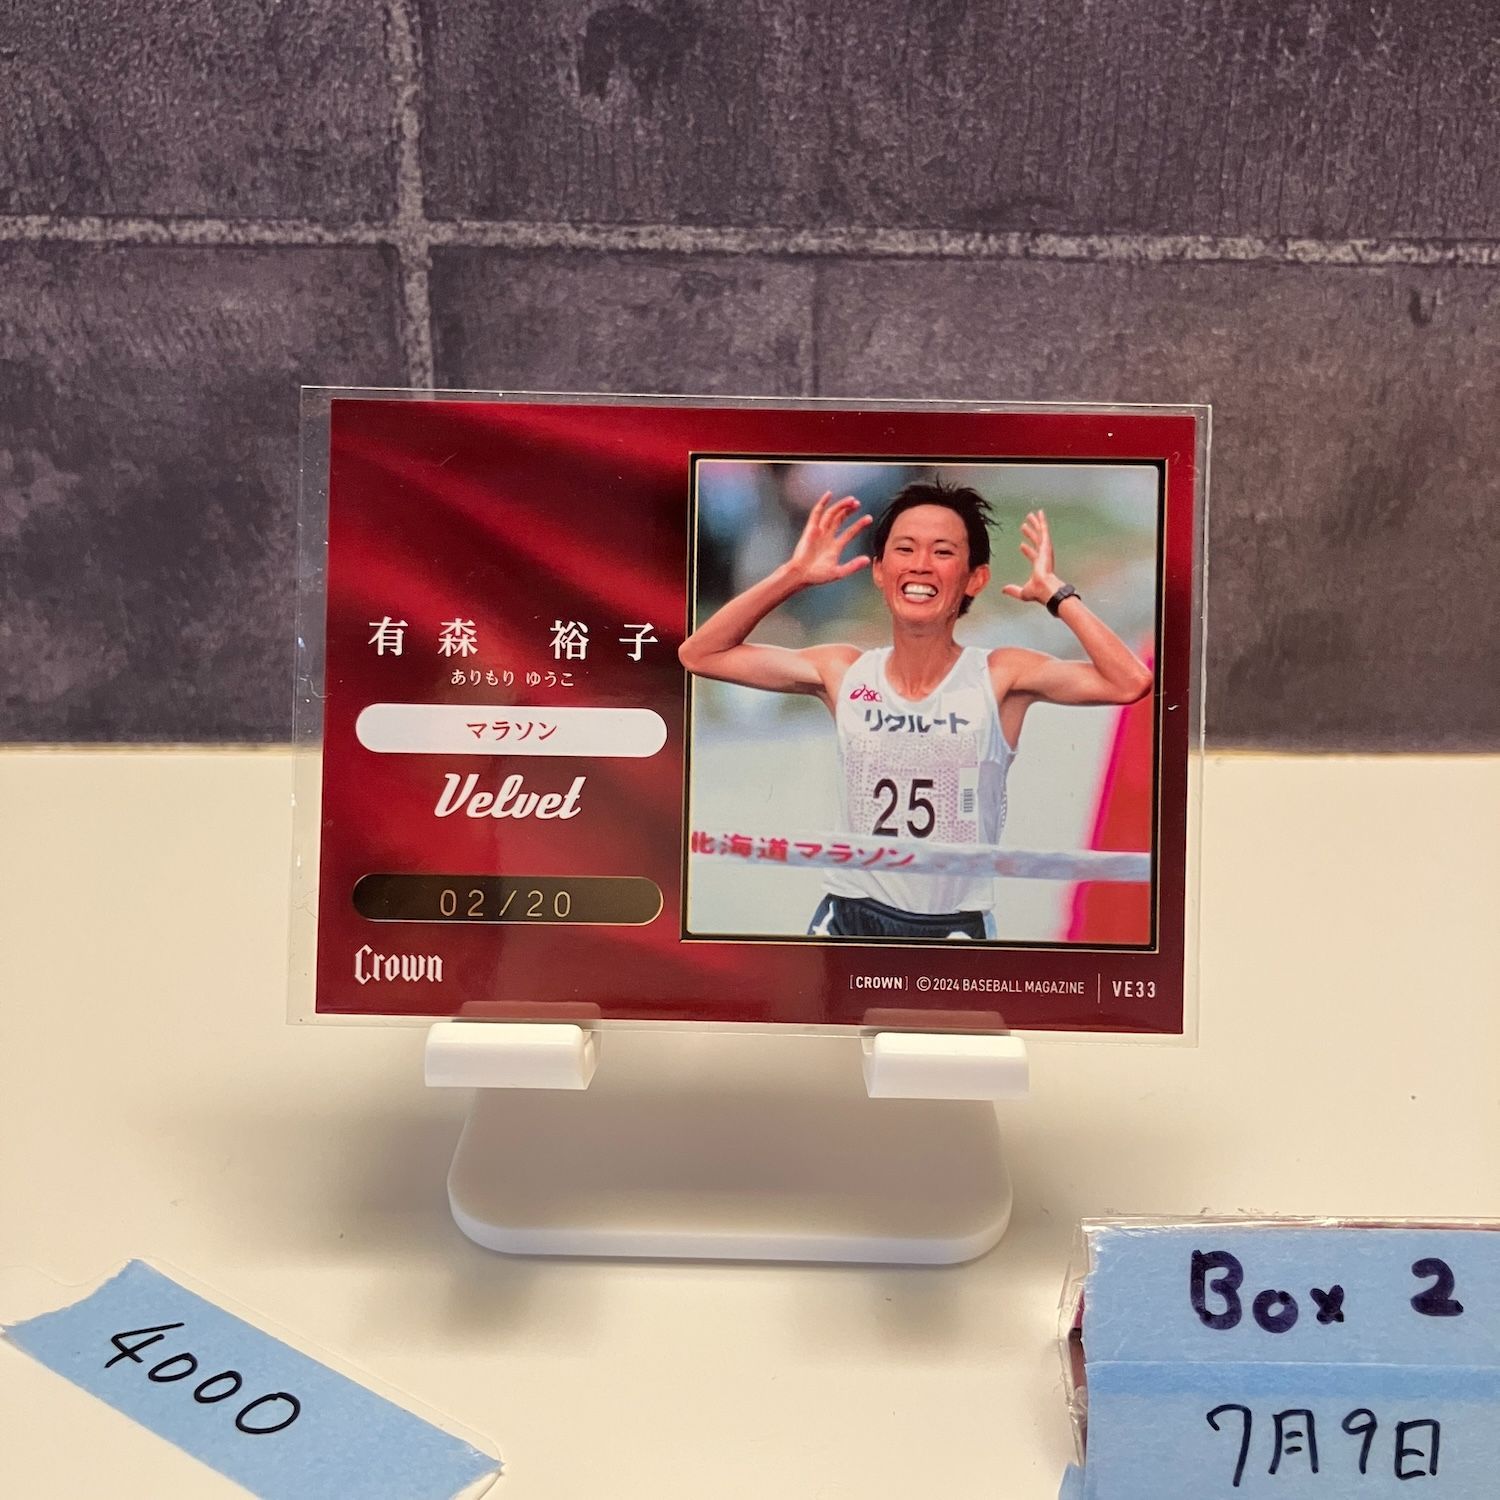 有森 裕子
ありもり ゆうこ
マラソン
Velvet
02/20
Crown
asics
リクルート
25
北海道マラソン
[CROWN] ©2024 BASEBALL MAGAZINE | VE33
4000
Box 2
7月9日